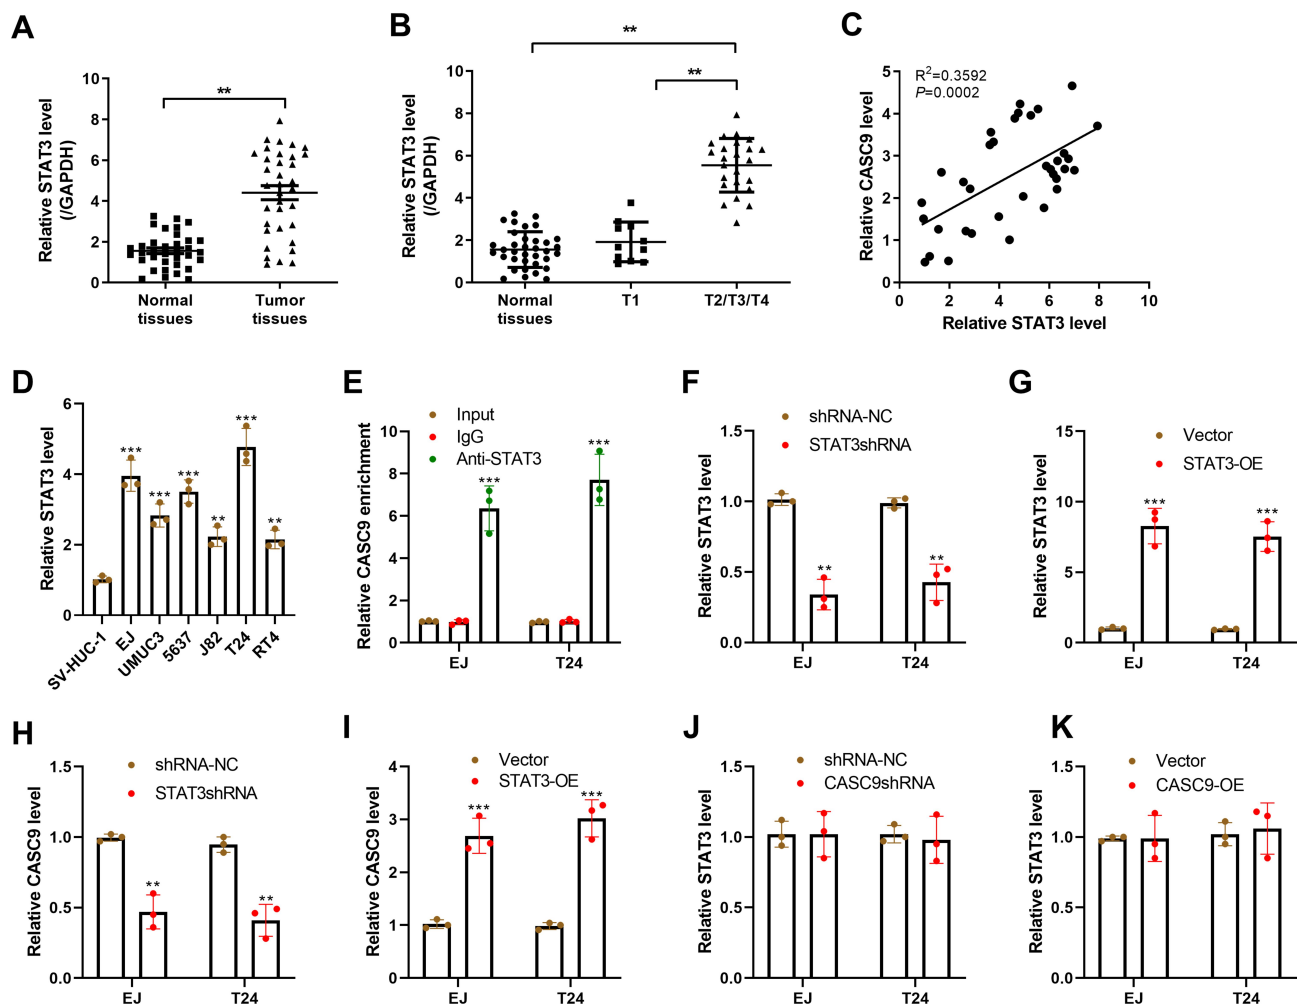 A
Relative STAT3 level
(/GAPDH)
10
8
6
4
2
0
**
Normal
tissues
Tumor
tissues
B
Relative STAT3 level
(/GAPDH)
10
8
6
4
2
0
**
**
Normal
tissues
T1
T2/T3/T4
C
Relative CASC9 level
5
4
3
2
1
0
R²=0.3592
P=0.0002
0 2 4 6 8 10
Relative STAT3 level
D
Relative STAT3 level
6
4
2
0
***
***
***
**
***
**
SV-HUC-1
EJ
UMUC3
5637
J82
T24
RT4
E
Relative CASC9 enrichment
10
8
6
4
2
0
Input
IgG
Anti-STAT3
***
***
EJ T24
F
Relative STAT3 level
1.5
1.0
0.5
0.0
shRNA-NC
STAT3shRNA
**
**
EJ T24
G
Relative STAT3 level
15
10
5
0
Vector
STAT3-OE
***
***
EJ T24
H
Relative CASC9 level
1.5
1.0
0.5
0.0
shRNA-NC
STAT3shRNA
**
**
EJ T24
I
Relative CASC9 level
4
3
2
1
0
Vector
STAT3-OE
***
***
EJ T24
J
Relative STAT3 level
1.5
1.0
0.5
0.0
shRNA-NC
CASC9shRNA
EJ T24
K
Relative STAT3 level
1.5
1.0
0.5
0.0
Vector
CASC9-OE
EJ T24